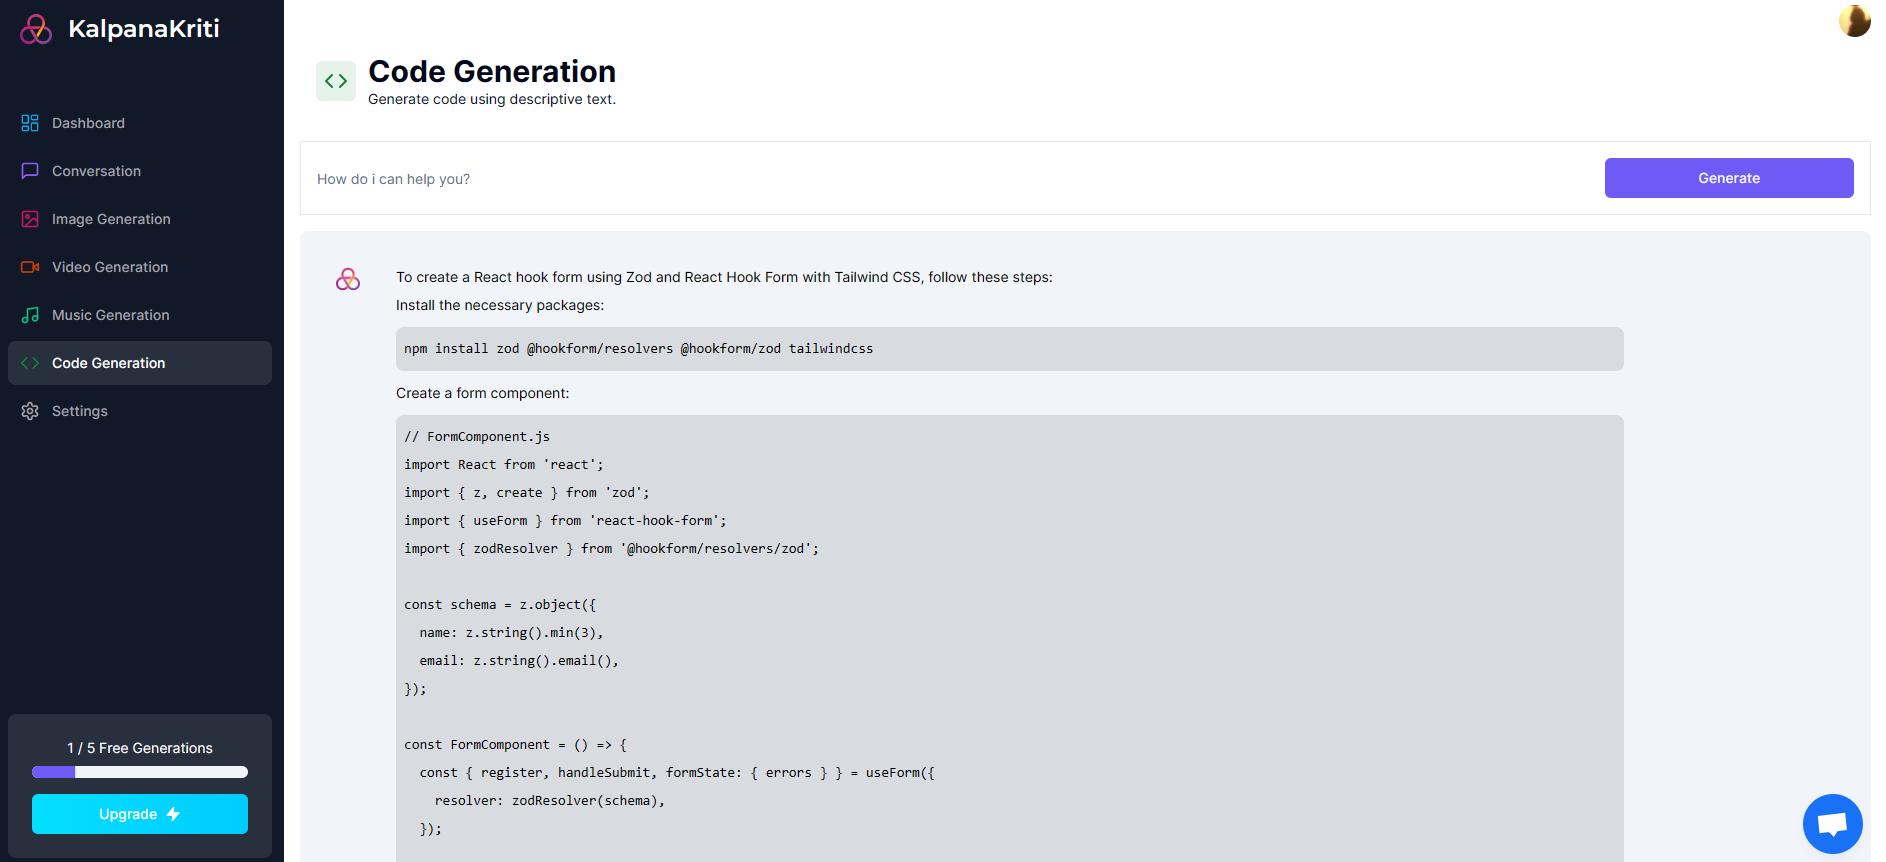 KalpanaKriti
Dashboard
Conversation
Image Generation
Video Generation
Music Generation
Code Generation
Settings
1 / 5 Free Generations
Upgrade
Code Generation
Generate code using descriptive text.
How do i can help you?
Generate
To create a React hook form using Zod and React Hook Form with Tailwind CSS, follow these steps:
Install the necessary packages:
npm install zod @hookform/resolvers @hookform/zod tailwindcss
Create a form component:
// FormComponent.js
import React from 'react';
import { z, create } from 'zod';
import { useForm } from 'react-hook-form';
import { zodResolver } from '@hookform/resolvers/zod';
const schema = z.object({
  name: z.string().min(3),
  email: z.string().email(),
});
const FormComponent = () => {
  const { register, handleSubmit, formState: { errors } } = useForm({
    resolver: zodResolver(schema),
  });